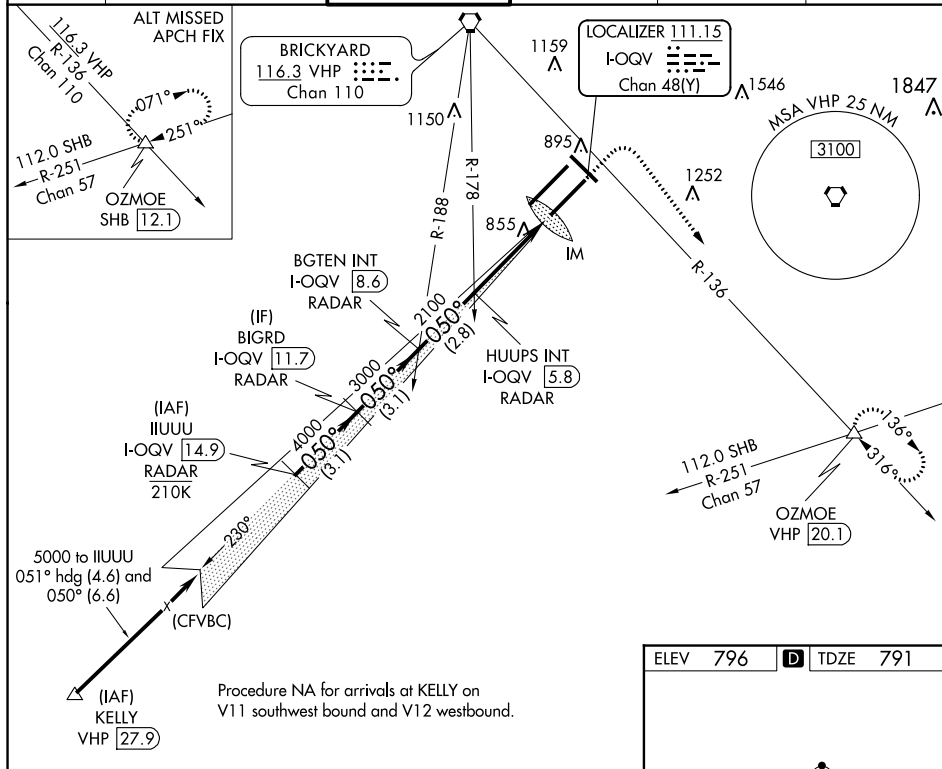 ALT MISSED
APCH FIX
116.3 VHP
R-136
Chan 110
071°
251°
112.0 SHB
R-251
Chan 57
OZMOE
SHB 12.1
BRICKYARD
116.3 VHP
Chan 110
1150
1159
LOCALIZER 111.15
I-OQV
Chan 48(Y)
1546
1847
MSA VHP 25 NM
3100
895
1252
R-188
R-178
855
IM
R-136
BGTEN INT
I-OQV 8.6
RADAR
2100
050°
(2.8)
HUUPS INT
I-OQV 5.8
RADAR
(IF)
BIGRD
I-OQV 11.7
RADAR
3000
050°
(3.1)
(IAF)
IIUUU
I-OQV 14.9
RADAR
210K
4000
050°
(3.1)
230°
5000 to IIUUU
051° hdg (4.6) and
050° (6.6)
(CFVBC)
(IAF)
KELLY
VHP 27.9
Procedure NA for arrivals at KELLY on
V11 southwest bound and V12 westbound.
112.0 SHB
R-251
Chan 57
136°
316°
OZMOE
VHP 20.1
ELEV 796 D TDZE 791